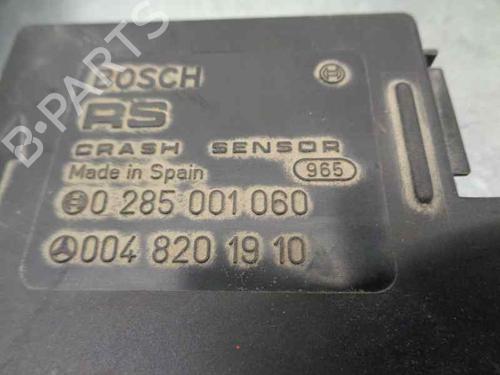 BOSCH
RS
CRASH SENSOR
Made in Spain 965
0 285 001 060
004 820 19 10
B-PARTS